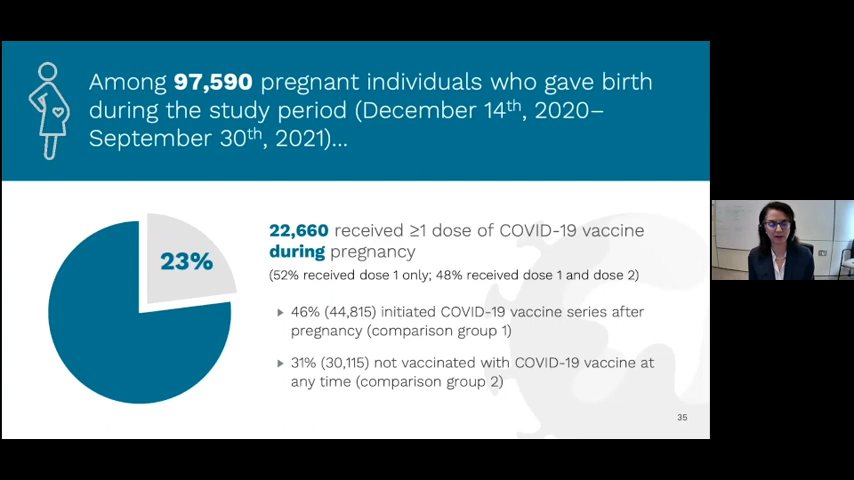 Among 97,590 pregnant individuals who gave birth
during the study period (December 14th, 2020–
September 30th, 2021)...
23%
22,660 received ≥1 dose of COVID-19 vaccine
during pregnancy
(52% received dose 1 only; 48% received dose 1 and dose 2)
46% (44,815) initiated COVID-19 vaccine series after
pregnancy (comparison group 1)
31% (30,115) not vaccinated with COVID-19 vaccine at
any time (comparison group 2)
35